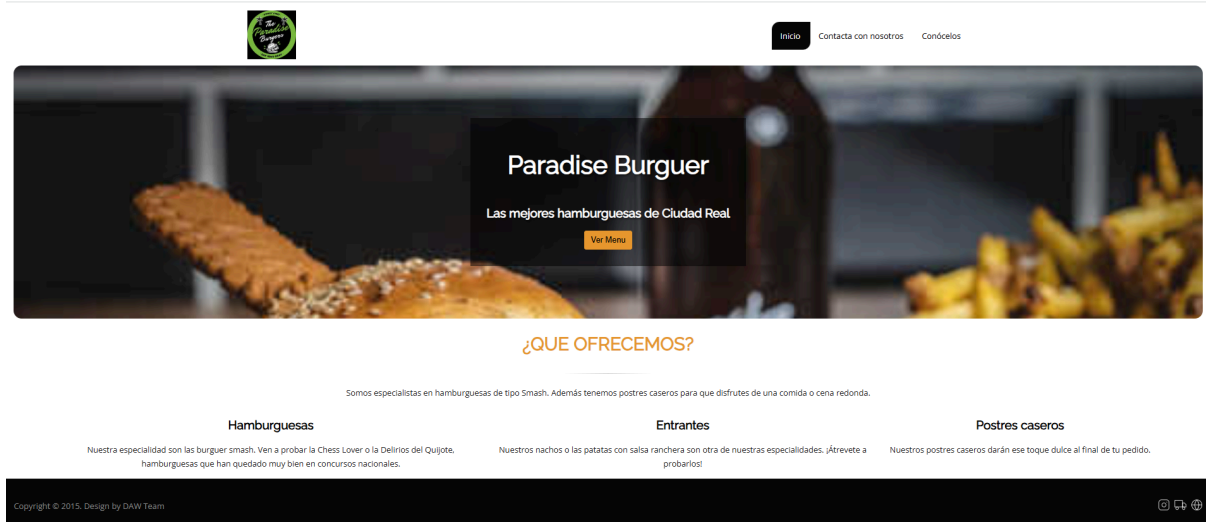 The
Paradise
Burgers
Inicio Contacta con nosotros Conócelos
Paradise Burguer
Las mejores hamburguesas de Ciudad Real
Ver Menu
¿QUE OFRECEMOS?
Somos especialistas en hamburguesas de tipo Smash. Además tenemos postres caseros para que disfrutes de una comida o cena redonda.
Hamburguesas
Nuestra especialidad son las burguer smash. Ven a probar la Chess Lover o la Delirios del Quijote,
hamburguesas que han quedado muy bien en concursos nacionales.
Entrantes
Nuestros nachos o las patatas con salsa ranchera son otra de nuestras especialidades. ¡Átrevete a
probarlos!
Postres caseros
Nuestros postres caseros darán ese toque dulce al final de tu pedido.
Copyright © 2015. Design by DAW Team